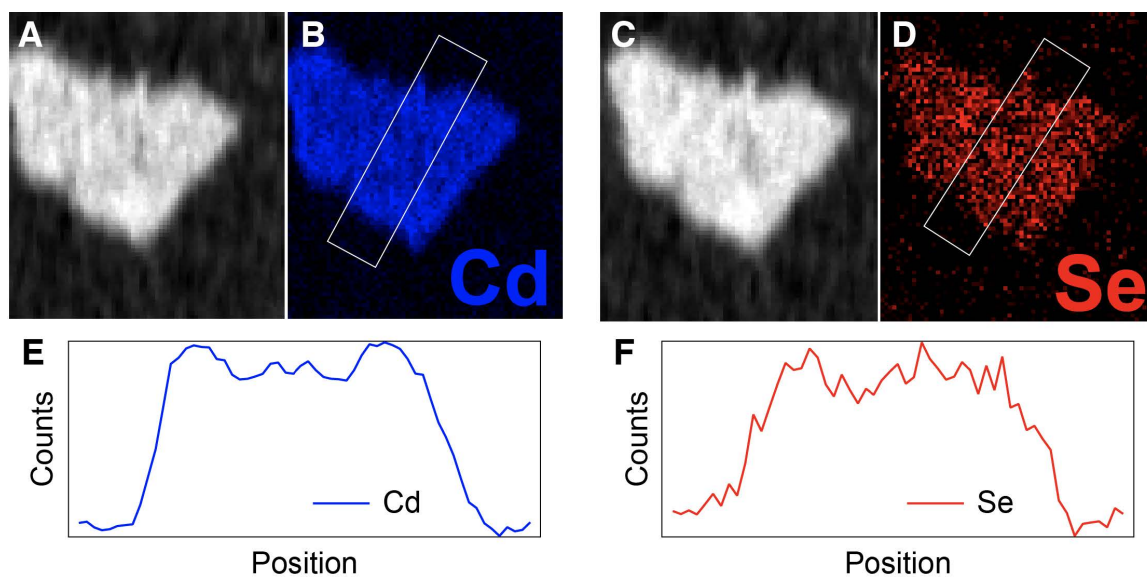 A
B
Cd
C
D
Se
E
Counts
Cd
Position
F
Counts
Se
Position